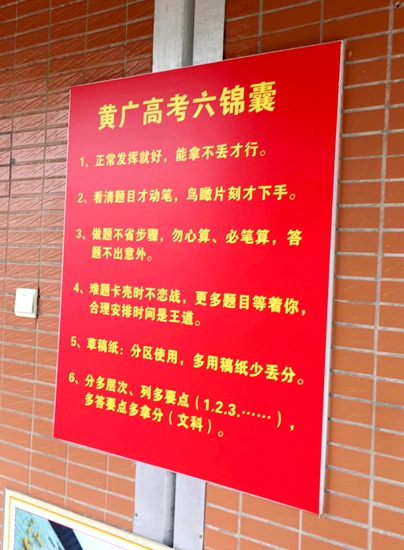 黄广高考六锦囊
1、正常发挥就好，能拿不丢才行。
2、看清题目才动笔，鸟瞰片刻才下手。
3、做题不省步骤，勿心算、必笔算，答
题不出意外。
4、难题卡壳时不恋战，更多题目等着你，
合理安排时间是王道。
5、草稿纸：分区使用，多用稿纸少丢分。
6、分多层次、列多要点（1.2.3.……），
多答要点多拿分（文科）。